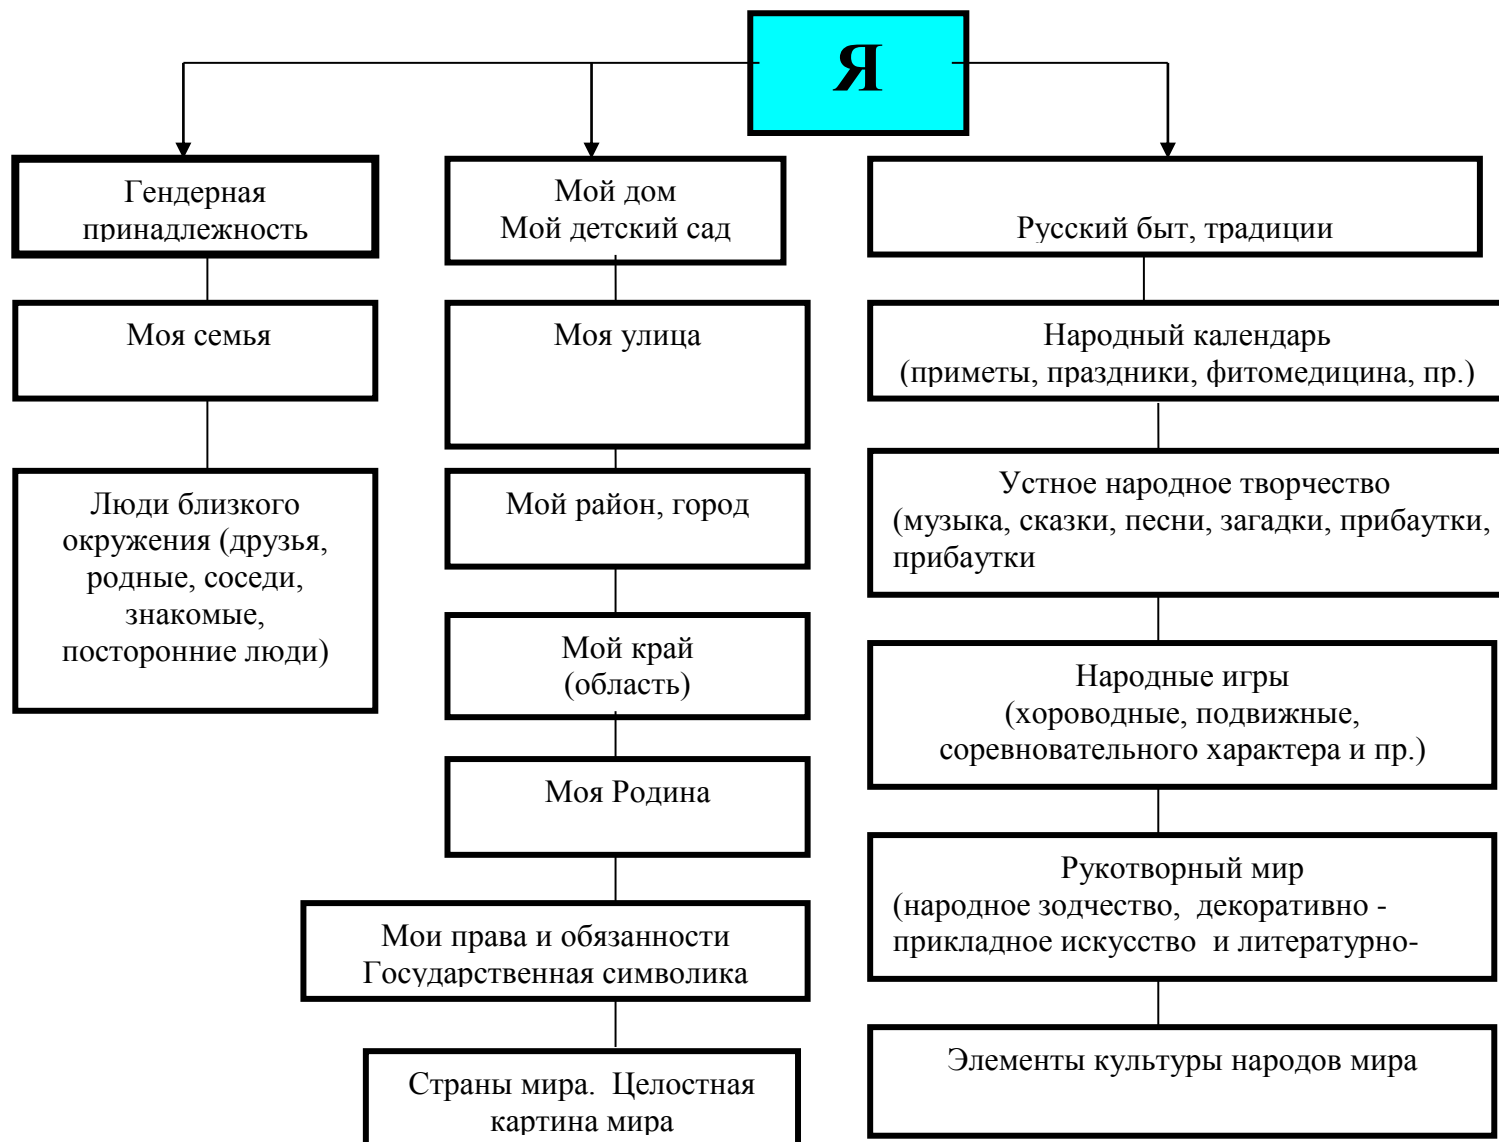 Я
Гендерная
принадлежность
Моя семья
Люди близкого
окружения (друзья,
родные, соседи,
знакомые,
посторонние люди)
Мой дом
Мой детский сад
Моя улица
Мой район, город
Мой край
(область)
Моя Родина
Мои права и обязанности
Государственная символика
Страны мира. Целостная
картина мира
Русский быт, традиции
Народный календарь
(приметы, праздники, фитомедицина, пр.)
Устное народное творчество
(музыка, сказки, песни, загадки, прибаутки,
прибаутки
Народные игры
(хороводные, подвижные,
соревновательного характера и пр.)
Рукотворный мир
(народное зодчество, декоративно -
прикладное искусство и литературно-
Элементы культуры народов мира